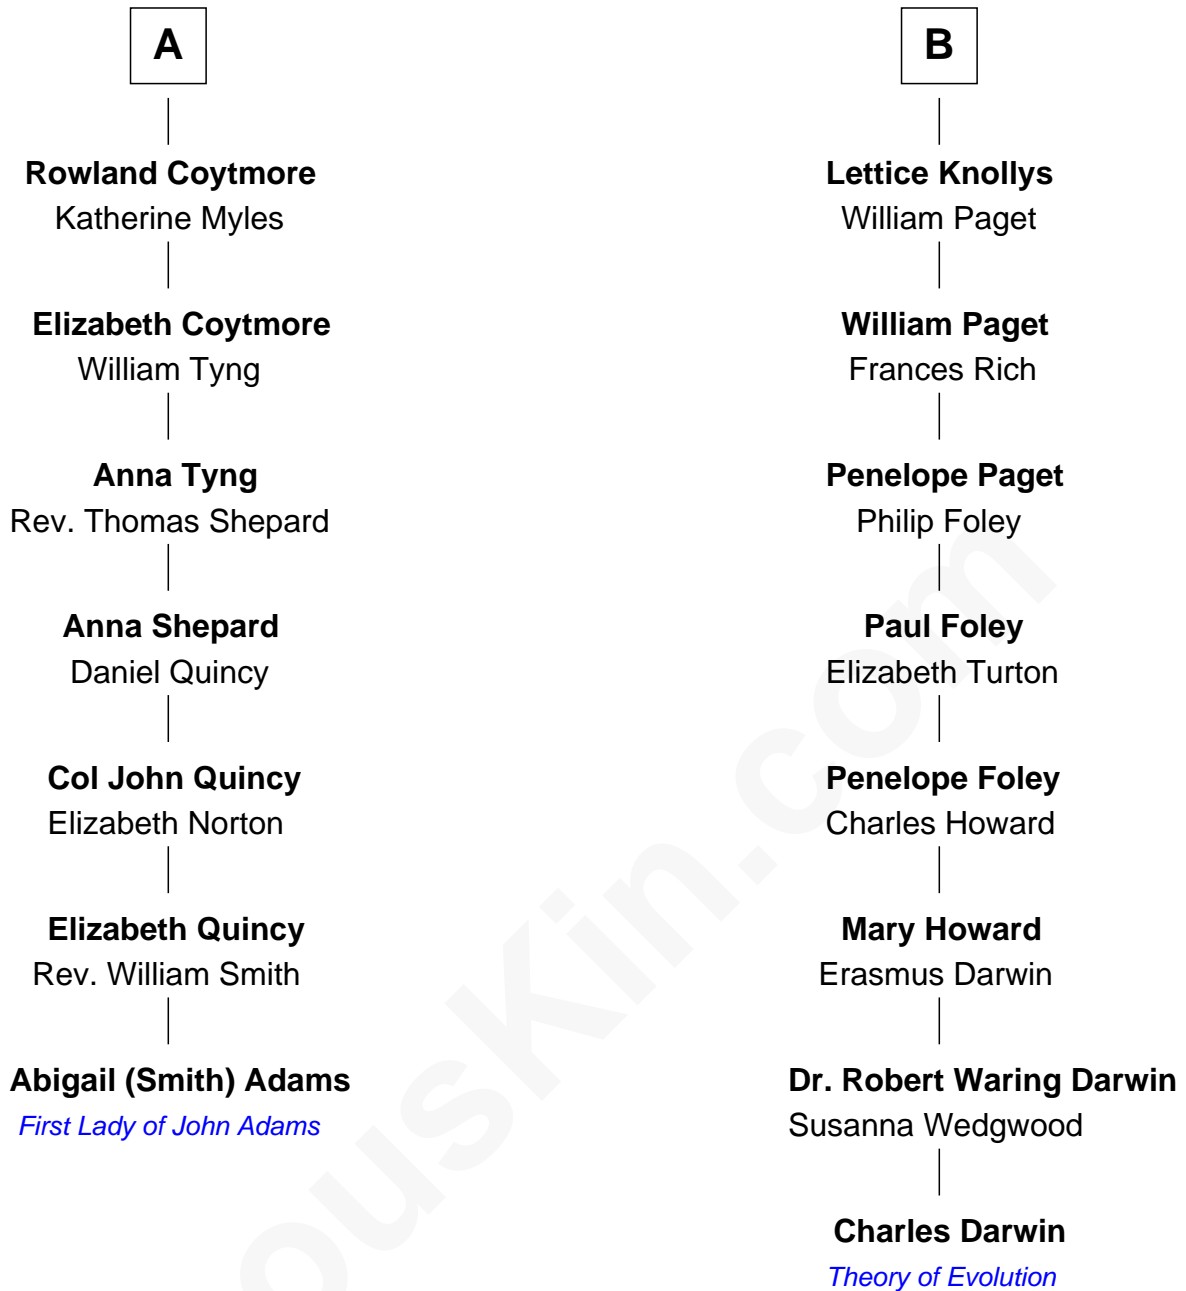 A
Rowland Coytmore
Katherine Myles
Elizabeth Coytmore
William Tyng
Anna Tyng
Rev. Thomas Shepard
Anna Shepard
Daniel Quincy
Col John Quincy
Elizabeth Norton
Elizabeth Quincy
Rev. William Smith
Abigail (Smith) Adams
First Lady of John Adams
B
Lettice Knollys
William Paget
William Paget
Frances Rich
Penelope Paget
Philip Foley
Paul Foley
Elizabeth Turton
Penelope Foley
Charles Howard
Mary Howard
Erasmus Darwin
Dr. Robert Waring Darwin
Susanna Wedgwood
Charles Darwin
Theory of Evolution
ousKin.com